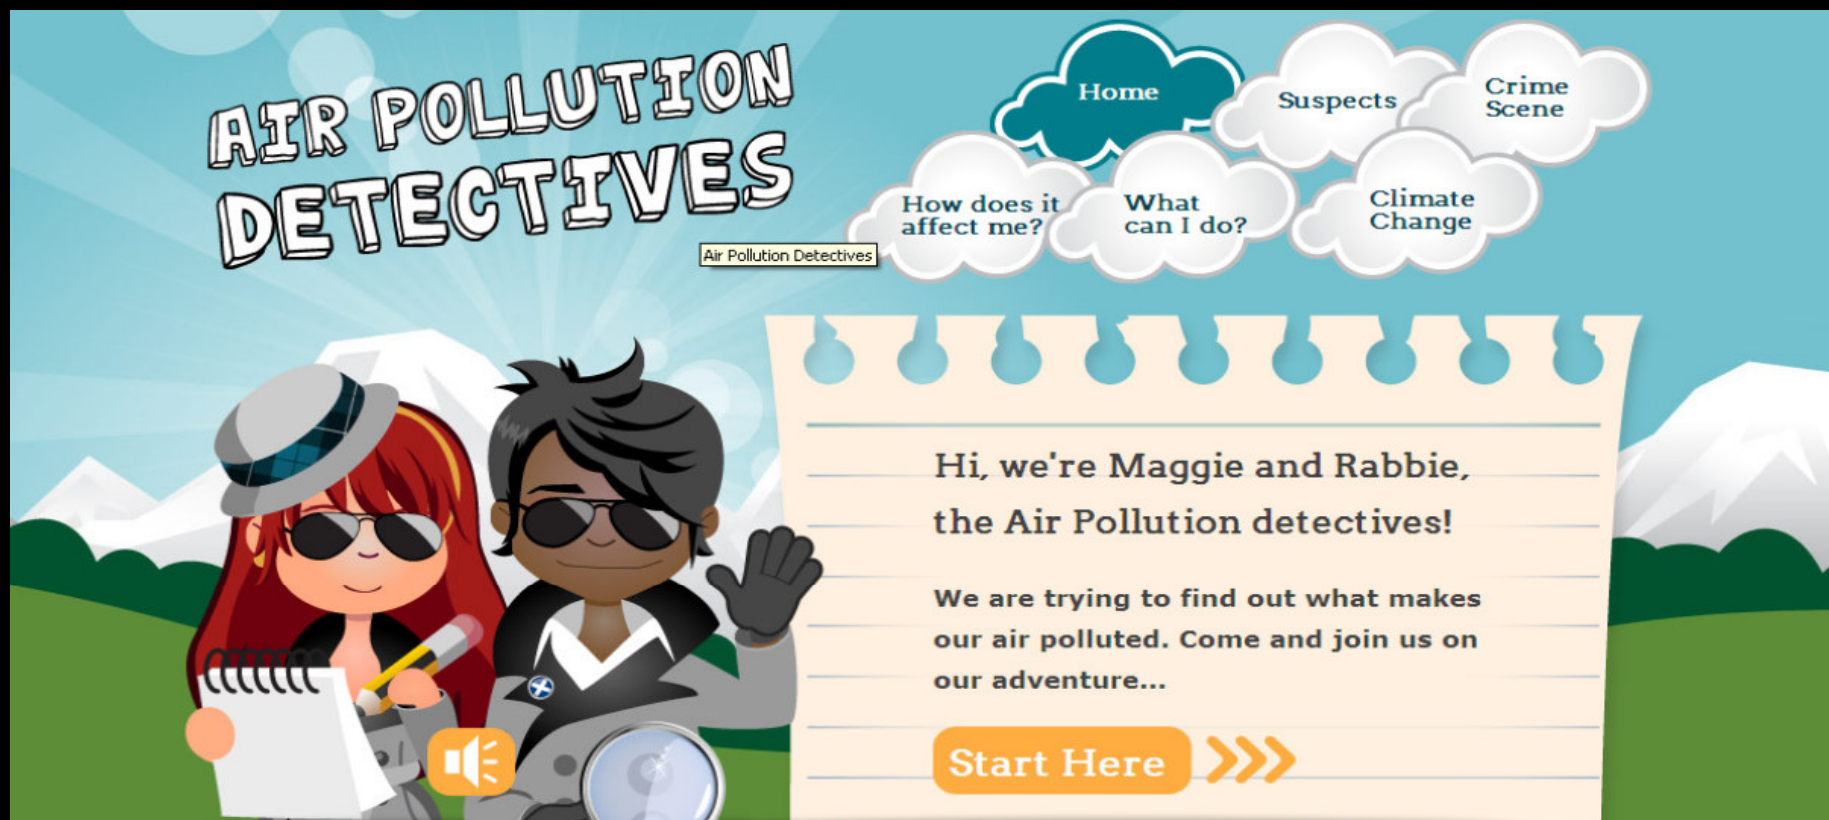 AIR POLLUTION
DETECTIVES
Home
Suspects
Crime
Scene
How does it
affect me?
What
can I do?
Climate
Change
Air Pollution Detectives
Hi, we're Maggie and Rabbie,
the Air Pollution detectives!
We are trying to find out what makes
our air polluted. Come and join us on
our adventure...
Start Here